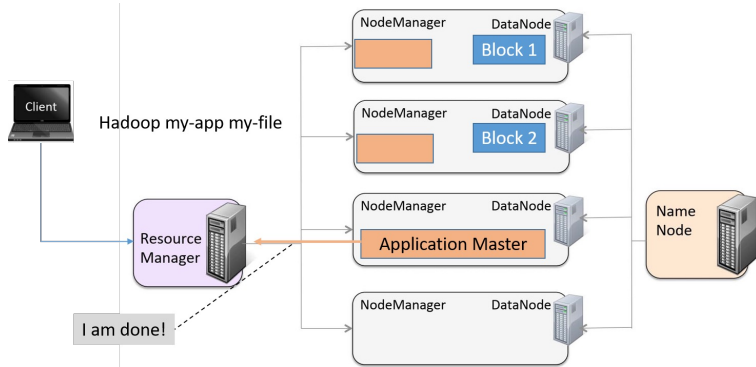 NodeManager
DataNode
Block 1
Client
Hadoop my-app my-file
NodeManager
DataNode
Block 2
NodeManager
DataNode
Application Master
Resource
Manager
Name
Node
I am done!
NodeManager
DataNode